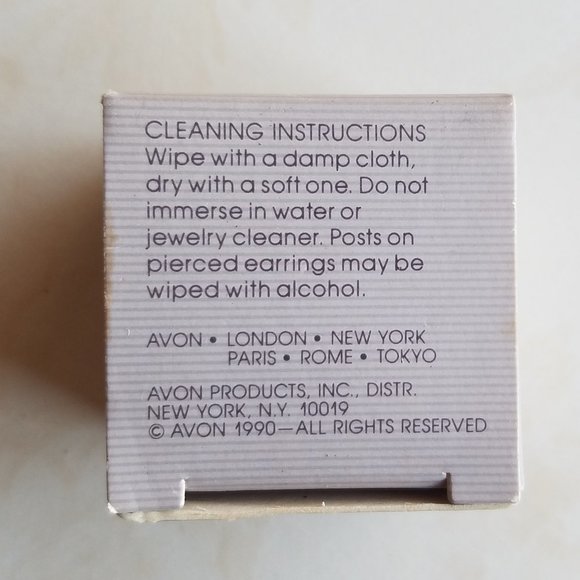 CLEANING INSTRUCTIONS
Wipe with a damp cloth,
dry with a soft one. Do not
immerse in water or
jewelry cleaner. Posts on
pierced earrings may be
wiped with alcohol.
AVON • LONDON • NEW YORK
PARIS • ROME • TOKYO
AVON PRODUCTS, INC., DISTR.
NEW YORK, N.Y. 10019
© AVON 1990—ALL RIGHTS RESERVED